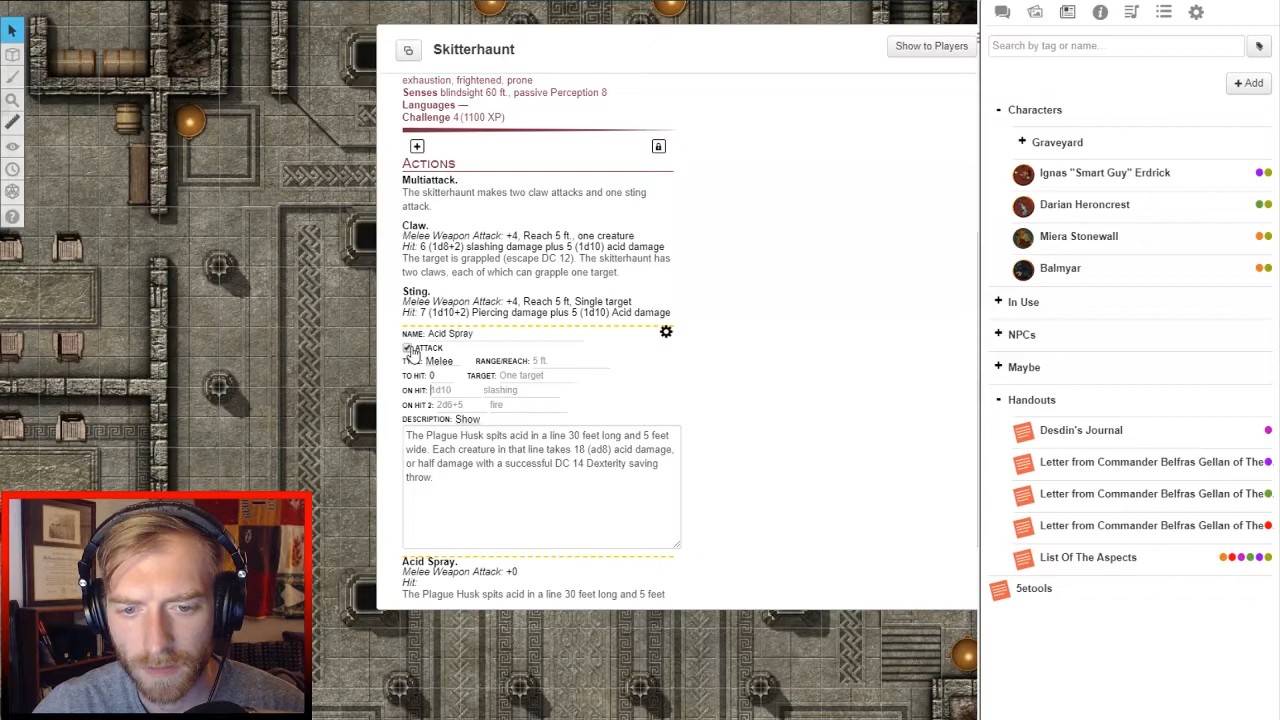 Skitterhaunt
Show to Players
exhaustion, frightened, prone
Senses blindsight 60 ft., passive Perception 8
Languages —
Challenge 4 (1100 XP)
Actions
Multiattack.
The skitterhaunt makes two claw attacks and one sting
attack.
Claw.
Melee Weapon Attack: +4, Reach 5 ft., one creature
Hit: 6 (1d8+2) slashing damage plus 5 (1d10) acid damage
The target is grappled (escape DC 12). The skitterhaunt has
two claws, each of which can grapple one target.
Sting.
Melee Weapon Attack: +4, Reach 5 ft, Single target
Hit: 7 (1d10+2) Piercing damage plus 5 (1d10) Acid damage
NAME: Acid Spray
ATTACK
Melee RANGE/REACH: 5 ft.
TO HIT: 0 TARGET: One target
ON HIT: 1d10 slashing
ON HIT 2: 2d6+5 fire
DESCRIPTION: Show
The Plague Husk spits acid in a line 30 feet long and 5 feet
wide. Each creature in that line takes 18 (ad8) acid damage,
or half damage with a successful DC 14 Dexterity saving
throw.
Acid Spray.
Melee Weapon Attack: +0
Hit:
The Plague Husk spits acid in a line 30 feet long and 5 feet
Search by tag or name...
+ Add
- Characters
+ Graveyard
Ignas "Smart Guy" Erdrick
Darian Heroncrest
Miera Stonewall
Balmyar
+ In Use
+ NPCs
+ Maybe
- Handouts
Desdin's Journal
Letter from Commander Belfras Gellan of The
Letter from Commander Belfras Gellan of The
Letter from Commander Belfras Gellan of The
List Of The Aspects
5etools